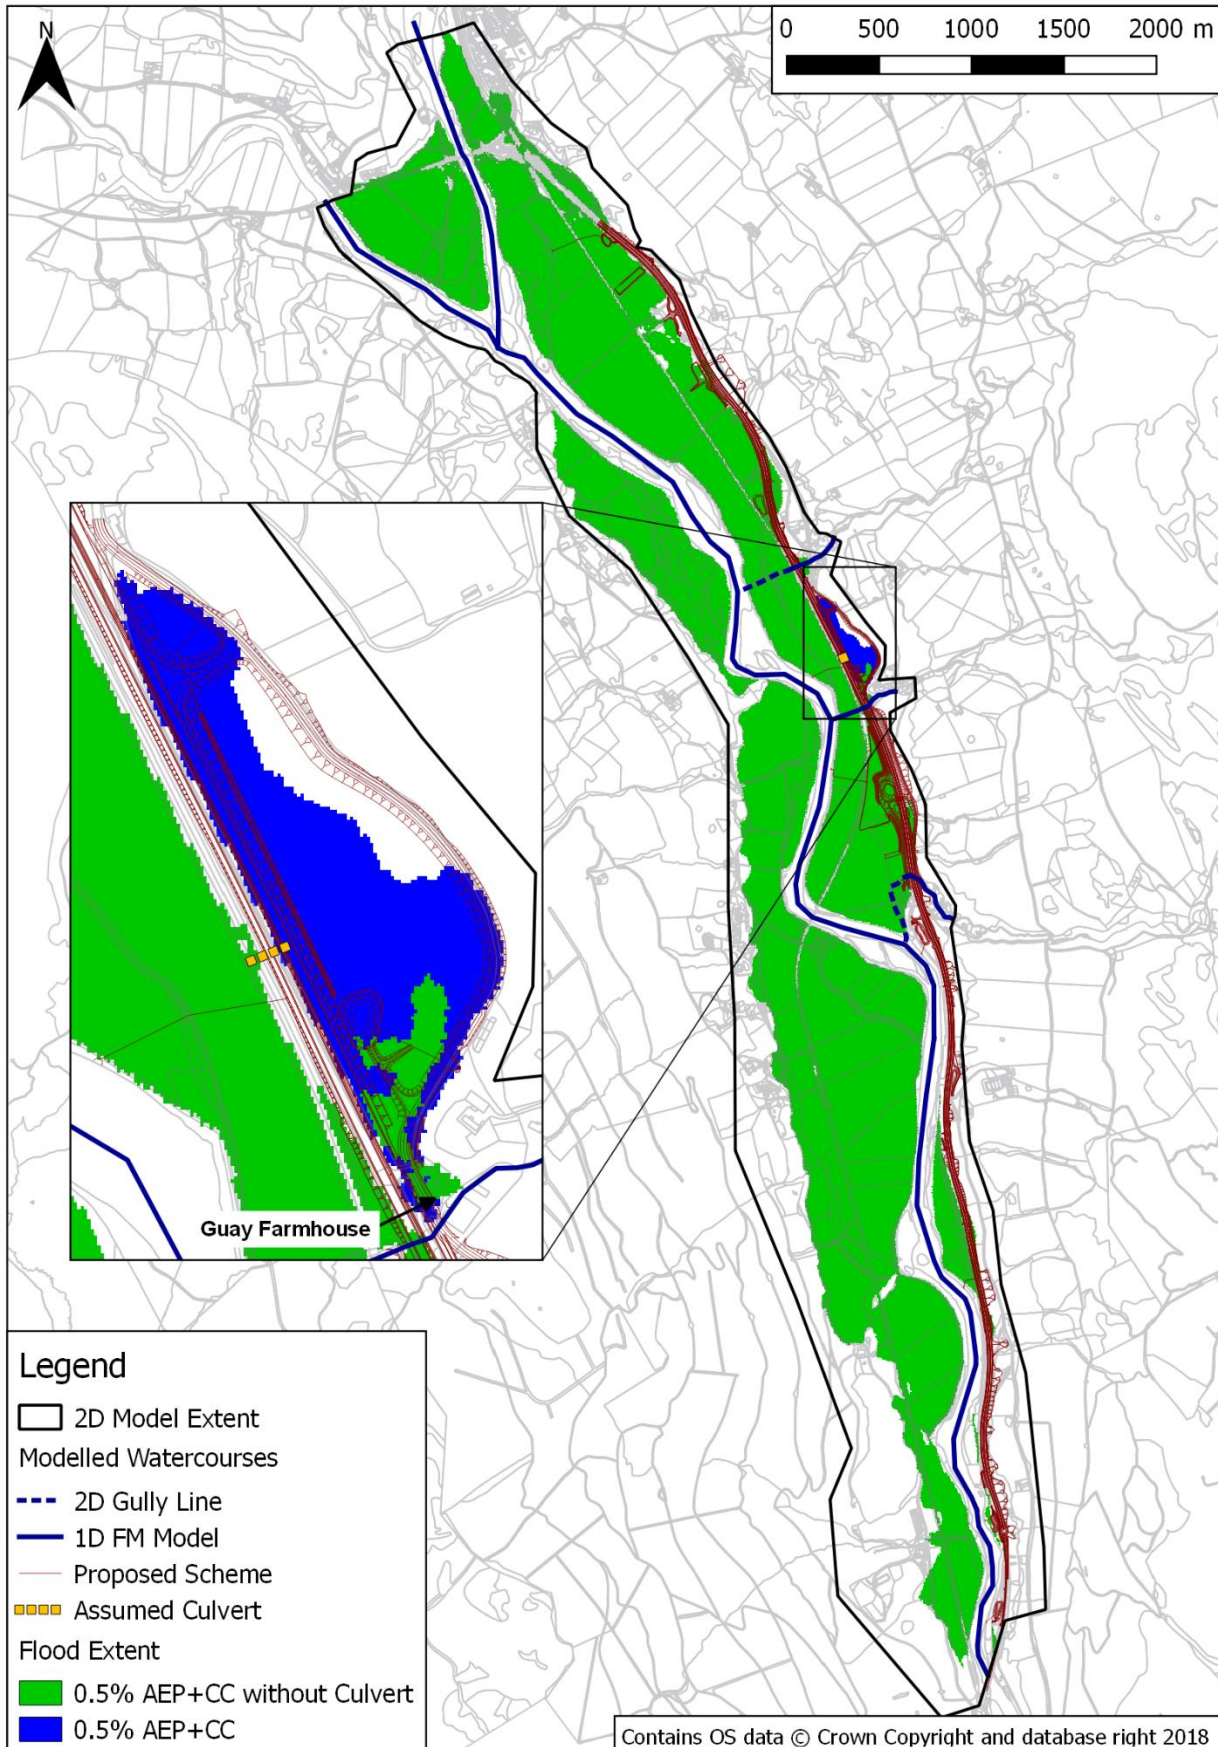 N
0 500 1000 1500 2000 m
Guay Farmhouse
Legend
2D Model Extent
Modelled Watercourses
2D Gully Line
1D FM Model
Proposed Scheme
Assumed Culvert
Flood Extent
0.5% AEP+CC without Culvert
0.5% AEP+CC
Contains OS data © Crown Copyright and database right 2018